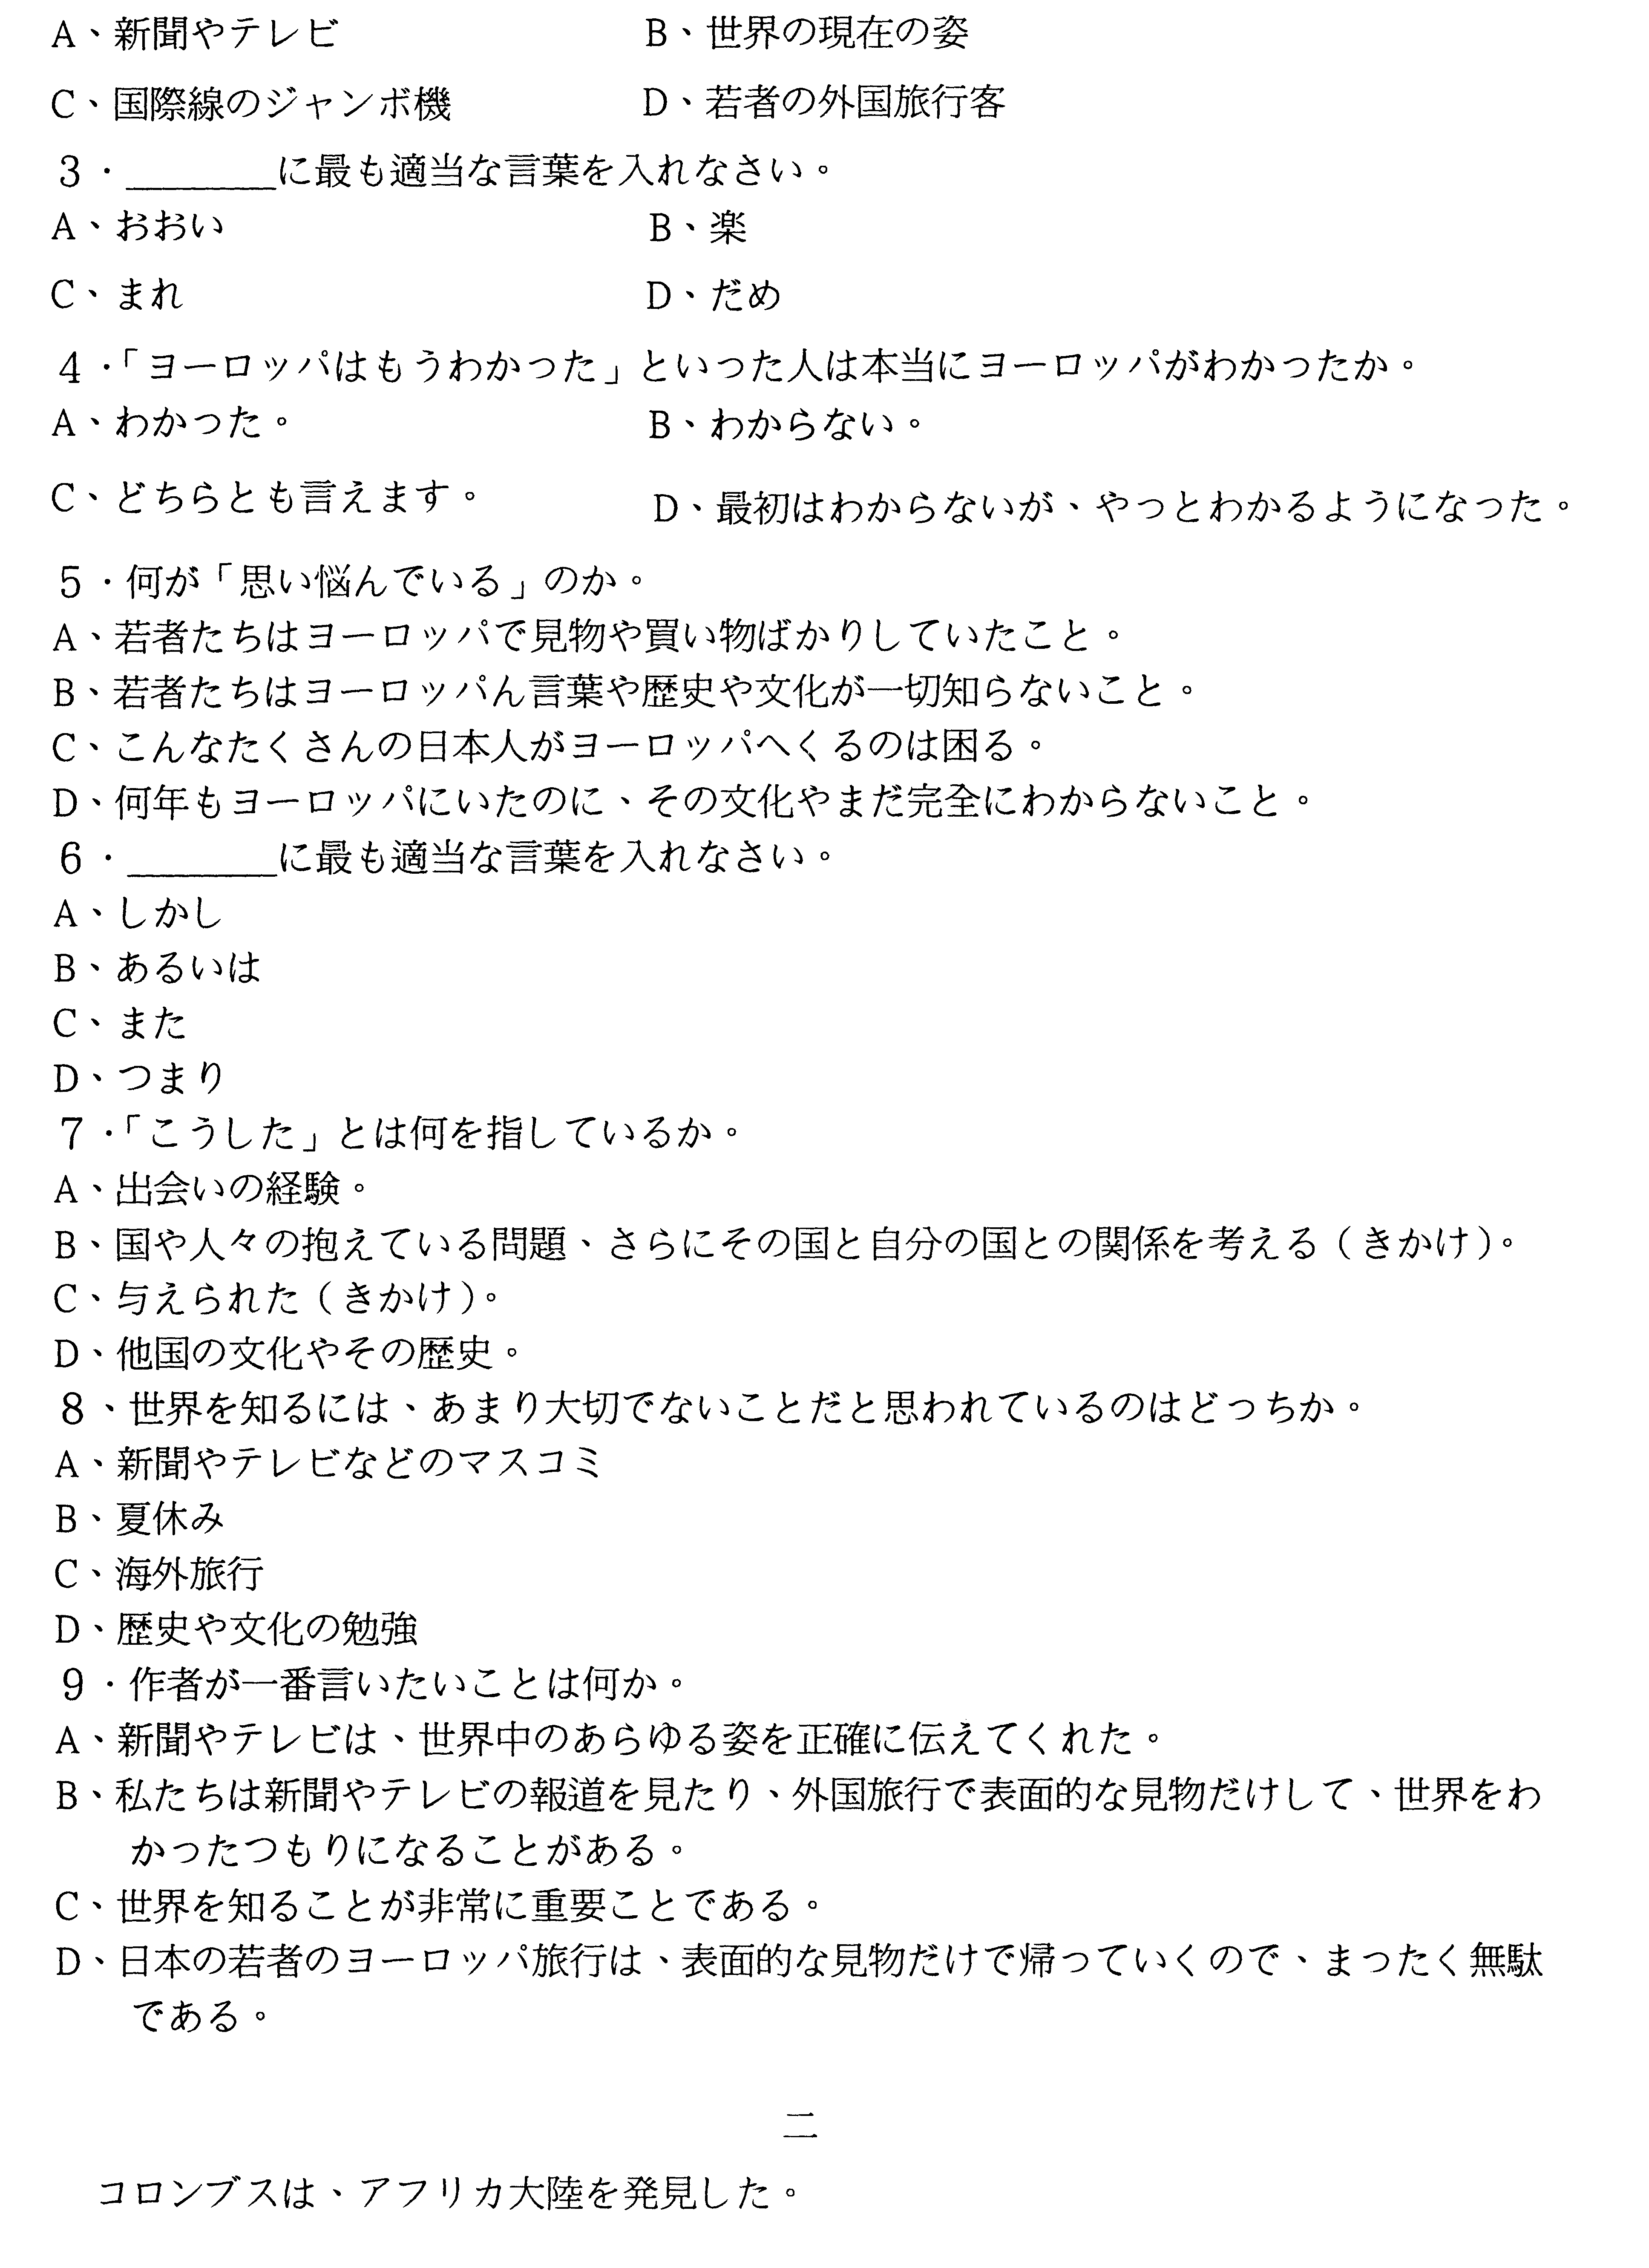 A、新聞やテレビ　　B、世界の現在の姿
C、国際線のジャンボ機　　D、若者の外国旅行客
３．________に最も適当な言葉を入れなさい。
A、おおい　　B、楽
C、まれ　　D、だめ
４．「ヨーロッパはもうわかった」といった人は本当にヨーロッパがわかったか。
A、わかった。　　B、わからない。
C、どちらとも言えます。　　D、最初はわからないが、やっとわかるようになった。
５．何が「思い悩んでいる」のか。
A、若者たちはヨーロッパで見物や買い物ばかりしていたこと。
B、若者たちはヨーロッパん言葉や歴史や文化が一切知らないこと。
C、こんなたくさんの日本人がヨーロッパへくるのは困る。
D、何年もヨーロッパにいたのに、その文化やまだ完全にわからないこと。
６．________に最も適当な言葉を入れなさい。
A、しかし
B、あるいは
C、また
D、つまり
７．「こうした」とは何を指しているか。
A、出会いの経験。
B、国や人々の抱えている問題、さらにその国と自分の国との関係を考える（きかけ）。
C、与えられた（きかけ）。
D、他国の文化やその歴史。
８、世界を知るには、あまり大切でないことだと思われているのはどっちか。
A、新聞やテレビなどのマスコミ
B、夏休み
C、海外旅行
D、歴史や文化の勉強
９．作者が一番言いたいことは何か。
A、新聞やテレビは、世界中のあらゆる姿を正確に伝えてくれた。
B、私たちは新聞やテレビの報道を見たり、外国旅行で表面的な見物だけして、世界をわ
かったつもりになることがある。
C、世界を知ることが非常に重要ことである。
D、日本の若者のヨーロッパ旅行は、表面的な見物だけで帰っていくので、まったく無駄
である。
二
コロンブスは、アフリカ大陸を発見した。